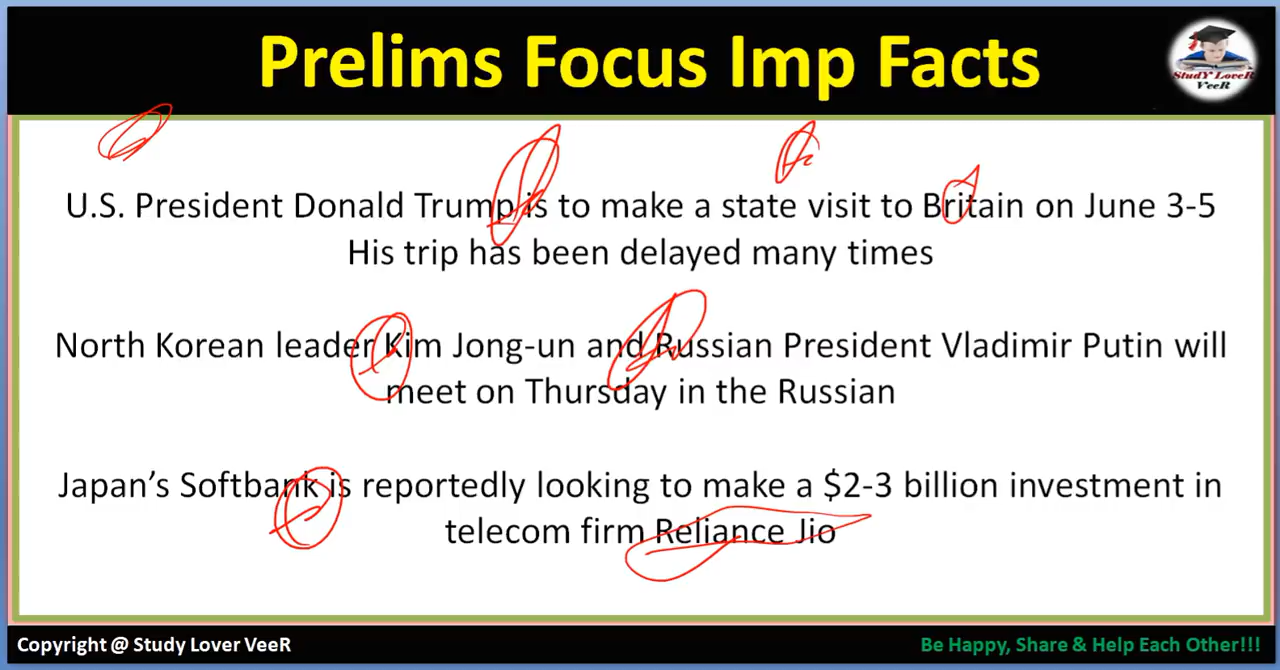 Prelims Focus Imp Facts
StudY LoveR
VeeR
U.S. President Donald Trump is to make a state visit to Britain on June 3-5
His trip has been delayed many times
North Korean leader Kim Jong-un and Russian President Vladimir Putin will
meet on Thursday in the Russian
Japan’s Softbank is reportedly looking to make a $2-3 billion investment in
telecom firm Reliance Jio
Copyright @ Study Lover VeeR
Be Happy, Share & Help Each Other!!!